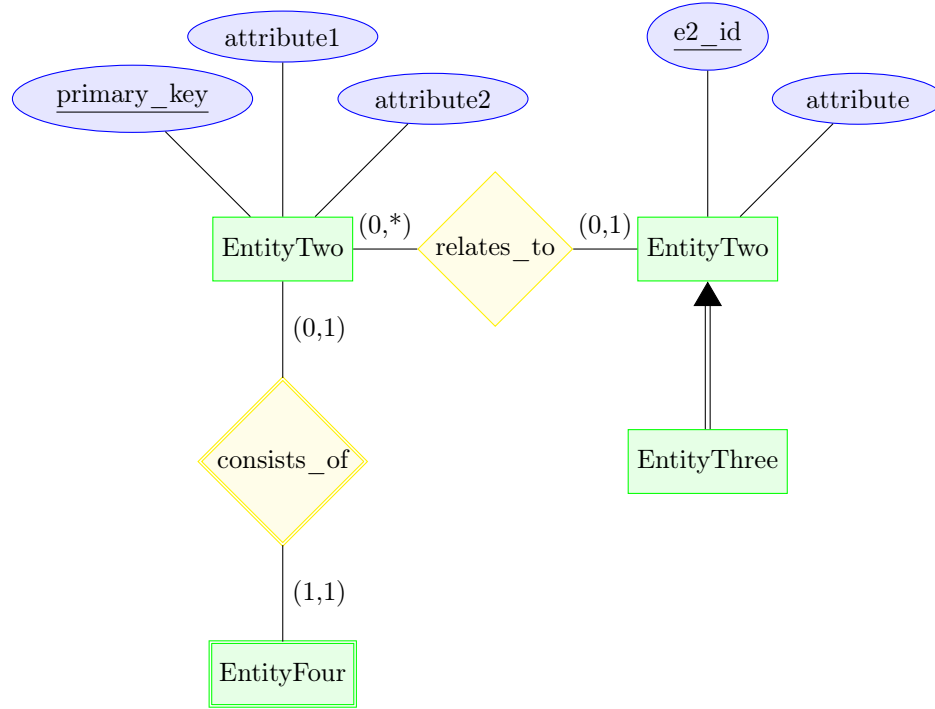 attribute1
e2_id
primary_key
attribute2
attribute
EntityTwo
(0,*)
relates_to
(0,1)
EntityTwo
(0,1)
consists_of
EntityThree
(1,1)
EntityFour